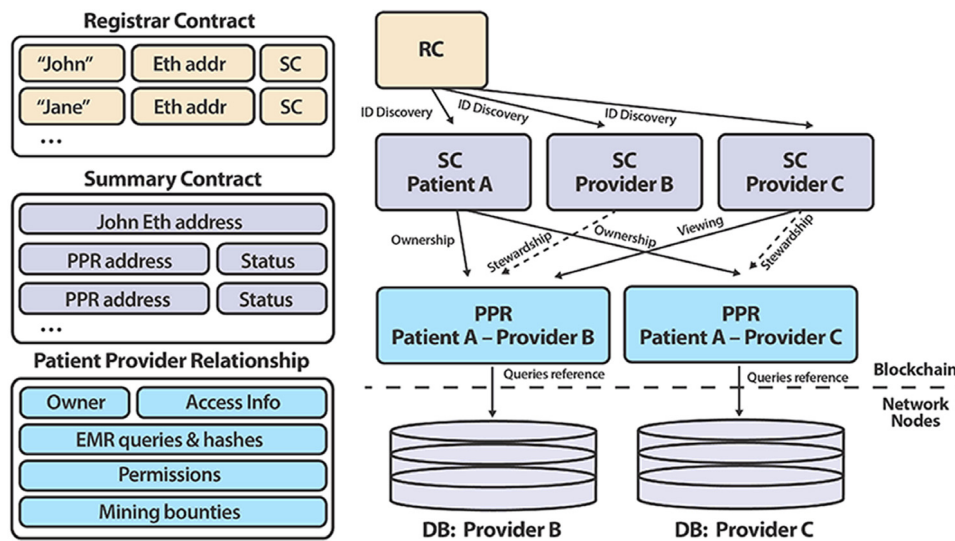 Registrar Contract
“John” Eth addr SC
“Jane” Eth addr SC
...
Summary Contract
John Eth address
PPR address Status
PPR address Status
...
Patient Provider Relationship
Owner Access Info
EMR queries & hashes
Permissions
Mining bounties
RC
ID Discovery
ID Discovery
ID Discovery
SC
Patient A
SC
Provider B
SC
Provider C
Ownership
Stewardship
Ownership
Viewing
Stewardship
PPR
Patient A – Provider B
PPR
Patient A – Provider C
Queries reference
Queries reference
Blockchain
Network
Nodes
DB: Provider B
DB: Provider C